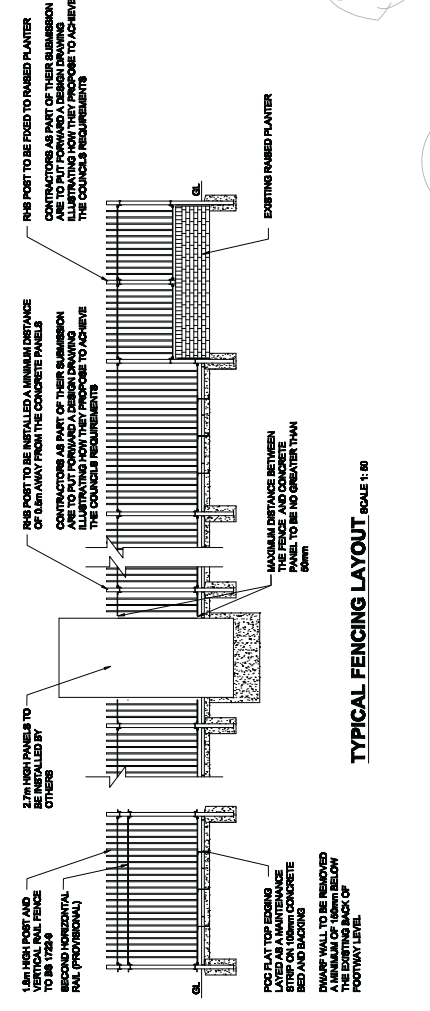 1.8m HIGH POST AND
VERTICAL RAIL FENCE
TO BS 1722-9
SECOND HORIZONTAL
RAIL (PROVISIONAL)
2.7m HIGH PANELS TO
BE INSTALLED BY
OTHERS
RHS POST TO BE INSTALLED A MINIMUM DISTANCE
OF 0.5m AWAY FROM THE CONCRETE PANELS
CONTRACTORS AS PART OF THEIR SUBMISSION
ARE TO PUT FORWARD A DESIGN DRAWING
ILLUSTRATING HOW THEY PROPOSE TO ACHIEVE
THE COUNCILS REQUIREMENTS
RHS POST TO BE FIXED TO RAISED PLANTER
CONTRACTORS AS PART OF THEIR SUBMISSION
ARE TO PUT FORWARD A DESIGN DRAWING
ILLUSTRATING HOW THEY PROPOSE TO ACHIEVE
THE COUNCILS REQUIREMENTS
GL
GL
PCC FLAT TOP EDGING
LAYED AS A MAINTENANCE
STRIP ON 100mm CONCRETE
BED AND BACKING
DWARF WALL TO BE REMOVED
A MINIMUM OF 150mm BELOW
THE EXISTING BACK OF
FOOTWAY LEVEL
MAXIMUM DISTANCE BETWEEN
THE FENCE AND CONCRETE
PANEL TO BE NO GREATER THAN
50mm
EXISTING RAISED PLANTER
TYPICAL FENCING LAYOUT SCALE 1: 50